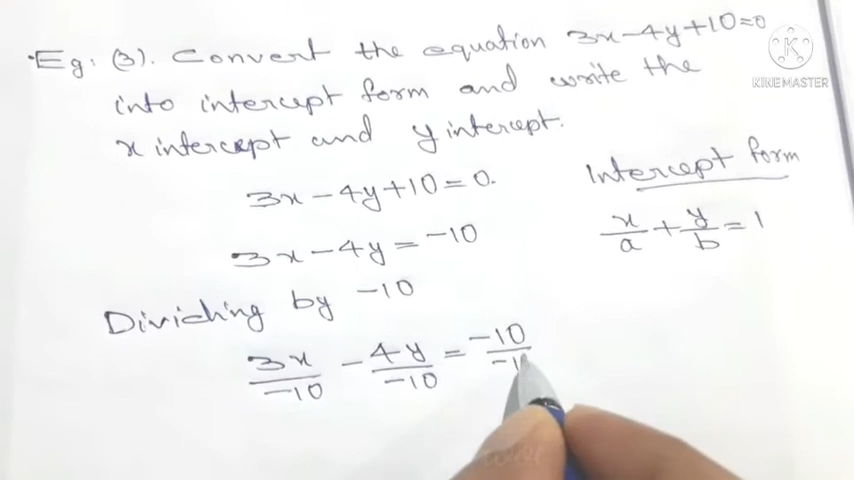 Eg: (3). Convert the equation 3x-4y+10=0
into intercept form and write the
x intercept and y intercept.
3x-4y+10=0.
3x-4y=-10
Dividing by -10
3x/-10 - 4y/-10 = -10/-1
Intercept form
x/a + y/b = 1
K
KINEMASTER